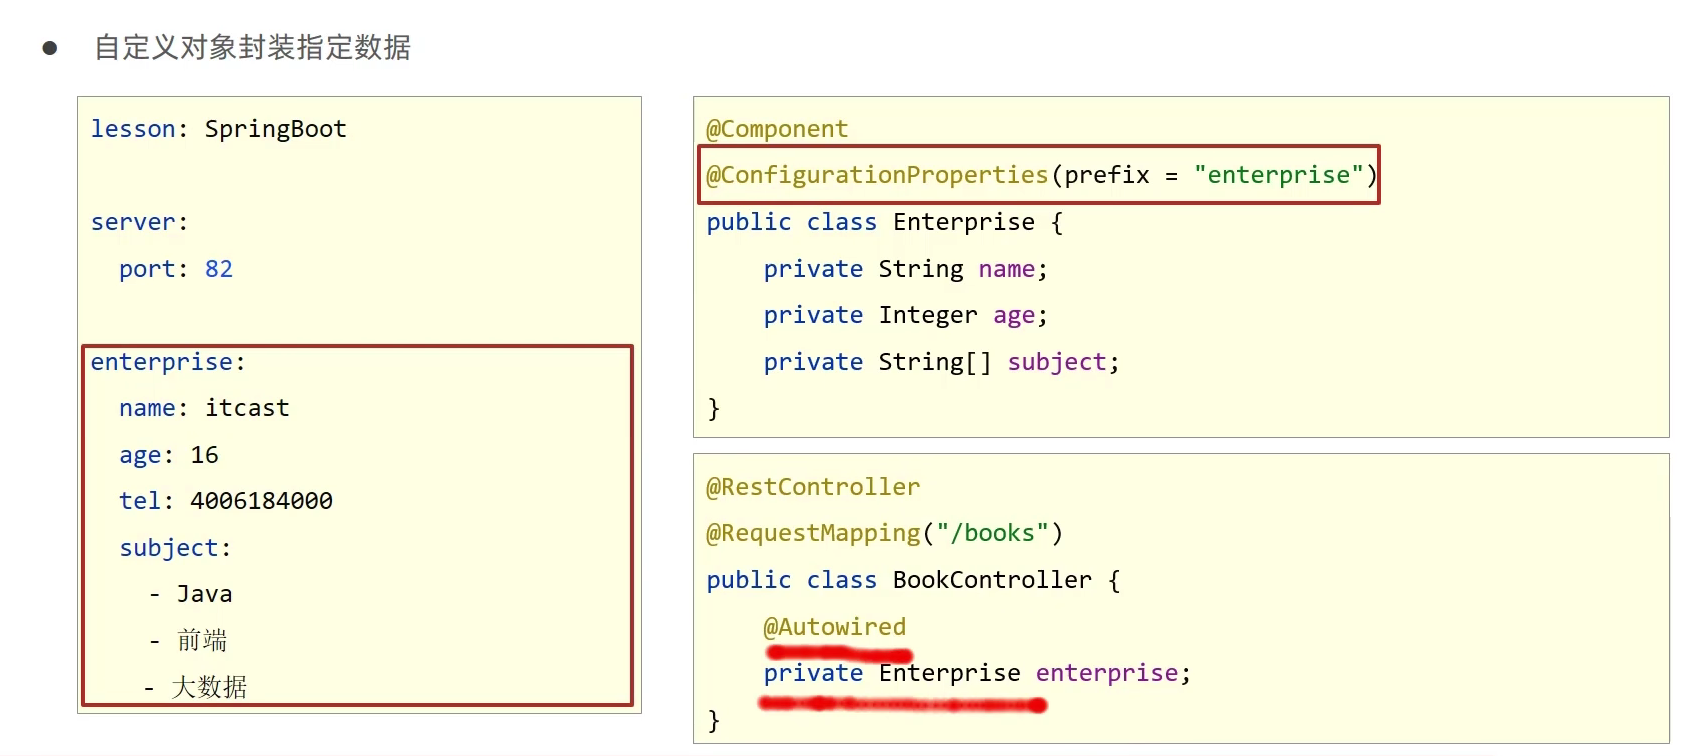 ● 自定义对象封装指定数据
lesson: SpringBoot
server:
  port: 82
enterprise:
  name: itcast
  age: 16
  tel: 4006184000
  subject:
    - Java
    - 前端
    - 大数据
@Component
@ConfigurationProperties(prefix = "enterprise")
public class Enterprise {
    private String name;
    private Integer age;
    private String[] subject;
}
@RestController
@RequestMapping("/books")
public class BookController {
    @Autowired
    private Enterprise enterprise;
}